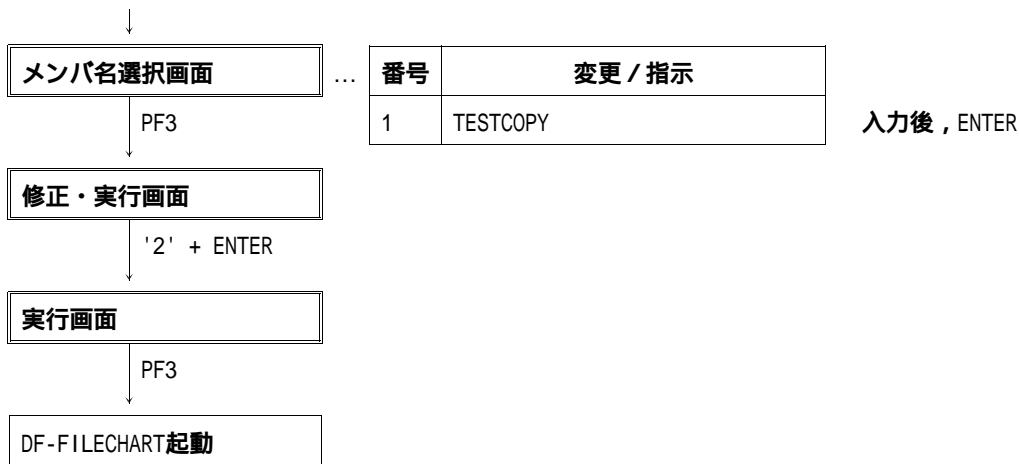 メンバ名選択画面 … 番号 変更 / 指示
PF3 1 TESTCOPY 入力後 , ENTER
修正・実行画面
'2' + ENTER
実行画面
PF3
DF-FILECHART起動